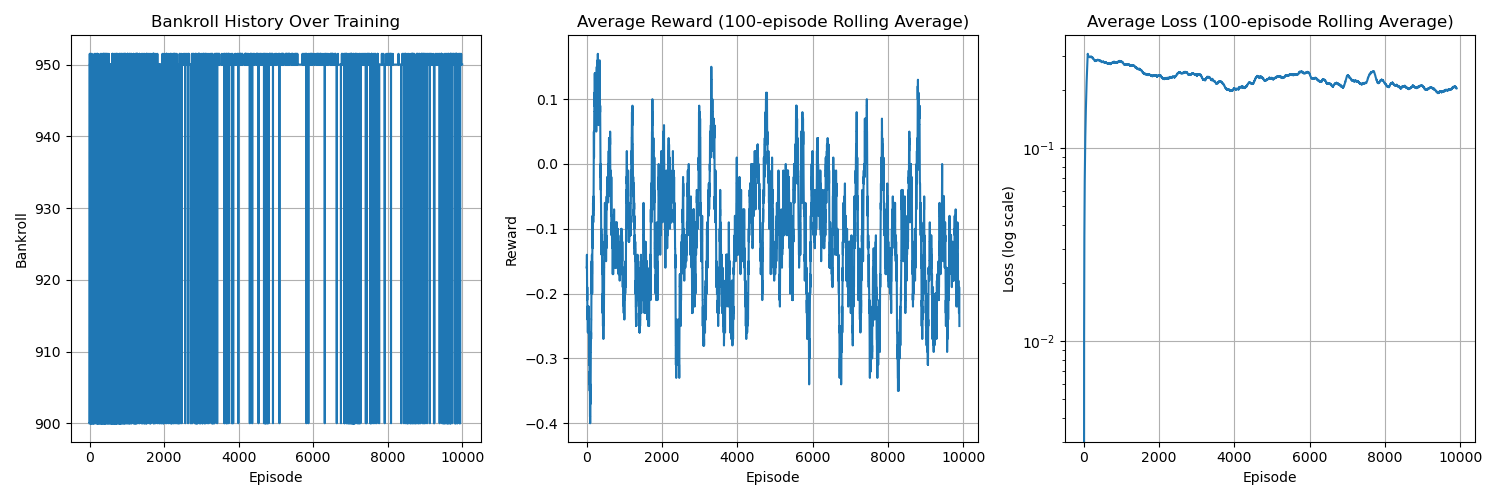 Bankroll History Over Training
Bankroll
950
940
930
920
910
900
0 2000 4000 6000 8000 10000
Episode
Average Reward (100-episode Rolling Average)
Reward
0.1
0.0
−0.1
−0.2
−0.3
−0.4
0 2000 4000 6000 8000 10000
Episode
Average Loss (100-episode Rolling Average)
Loss (log scale)
10⁻¹
10⁻²
0 2000 4000 6000 8000 10000
Episode